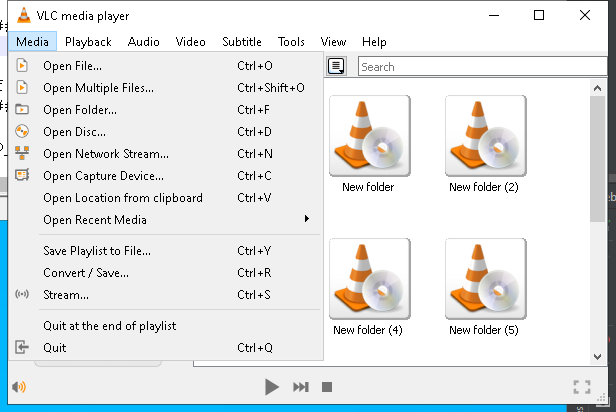 VLC media player
Media Playback Audio Video Subtitle Tools View Help
Search
Open File... Ctrl+O
Open Multiple Files... Ctrl+Shift+O
Open Folder... Ctrl+F
Open Disc... Ctrl+D
Open Network Stream... Ctrl+N
Open Capture Device... Ctrl+C
Open Location from clipboard Ctrl+V
Open Recent Media
Save Playlist to File... Ctrl+Y
Convert / Save... Ctrl+R
Stream... Ctrl+S
Quit at the end of playlist
Quit Ctrl+Q
New folder New folder (2)
New folder (4) New folder (5)